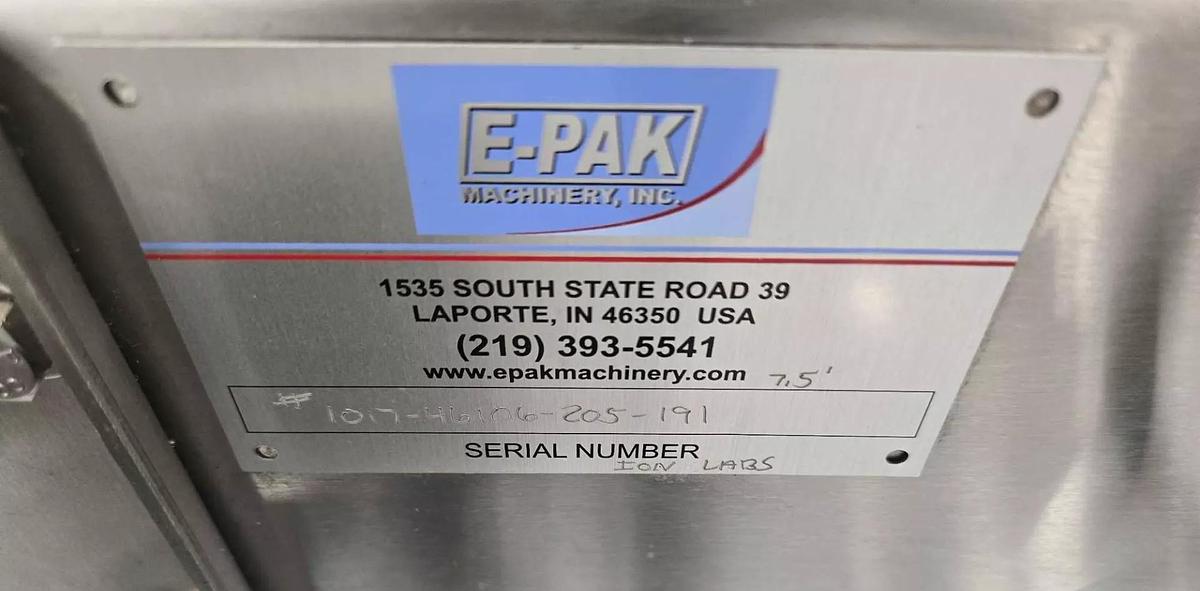 E-PAK
MACHINERY, INC.
1535 SOUTH STATE ROAD 39
LAPORTE, IN 46350 USA
(219) 393-5541
www.epakmachinery.com 7.5'
# 1017-46106-205-191
SERIAL NUMBER
ION LABS